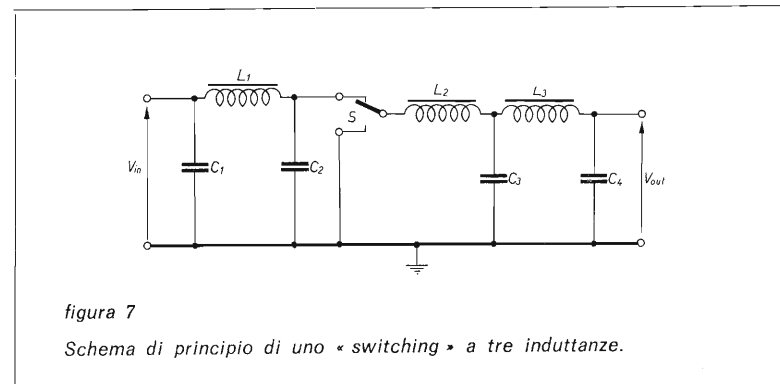 L1
L2
L3
S
Vin
C1
C2
C3
C4
Vout
figura 7
Schema di principio di uno « switching » a tre induttanze.